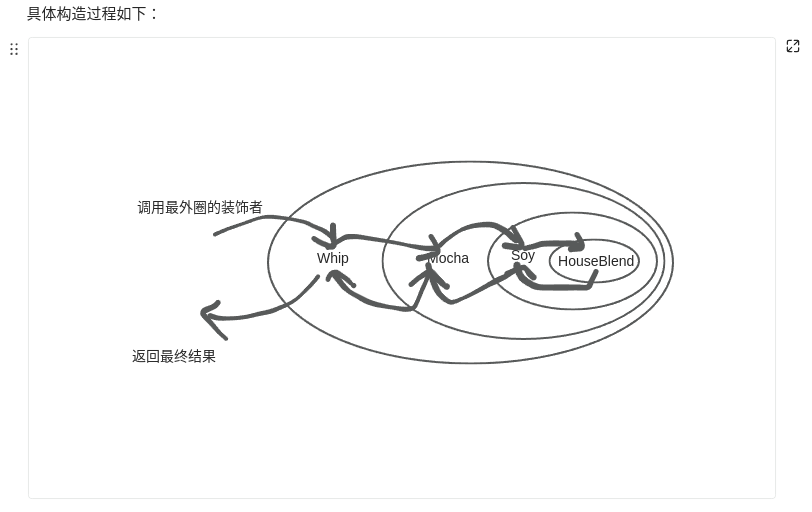 具体构造过程如下：
调用最外圈的装饰者
Whip
Mocha
Soy
HouseBlend
返回最终结果